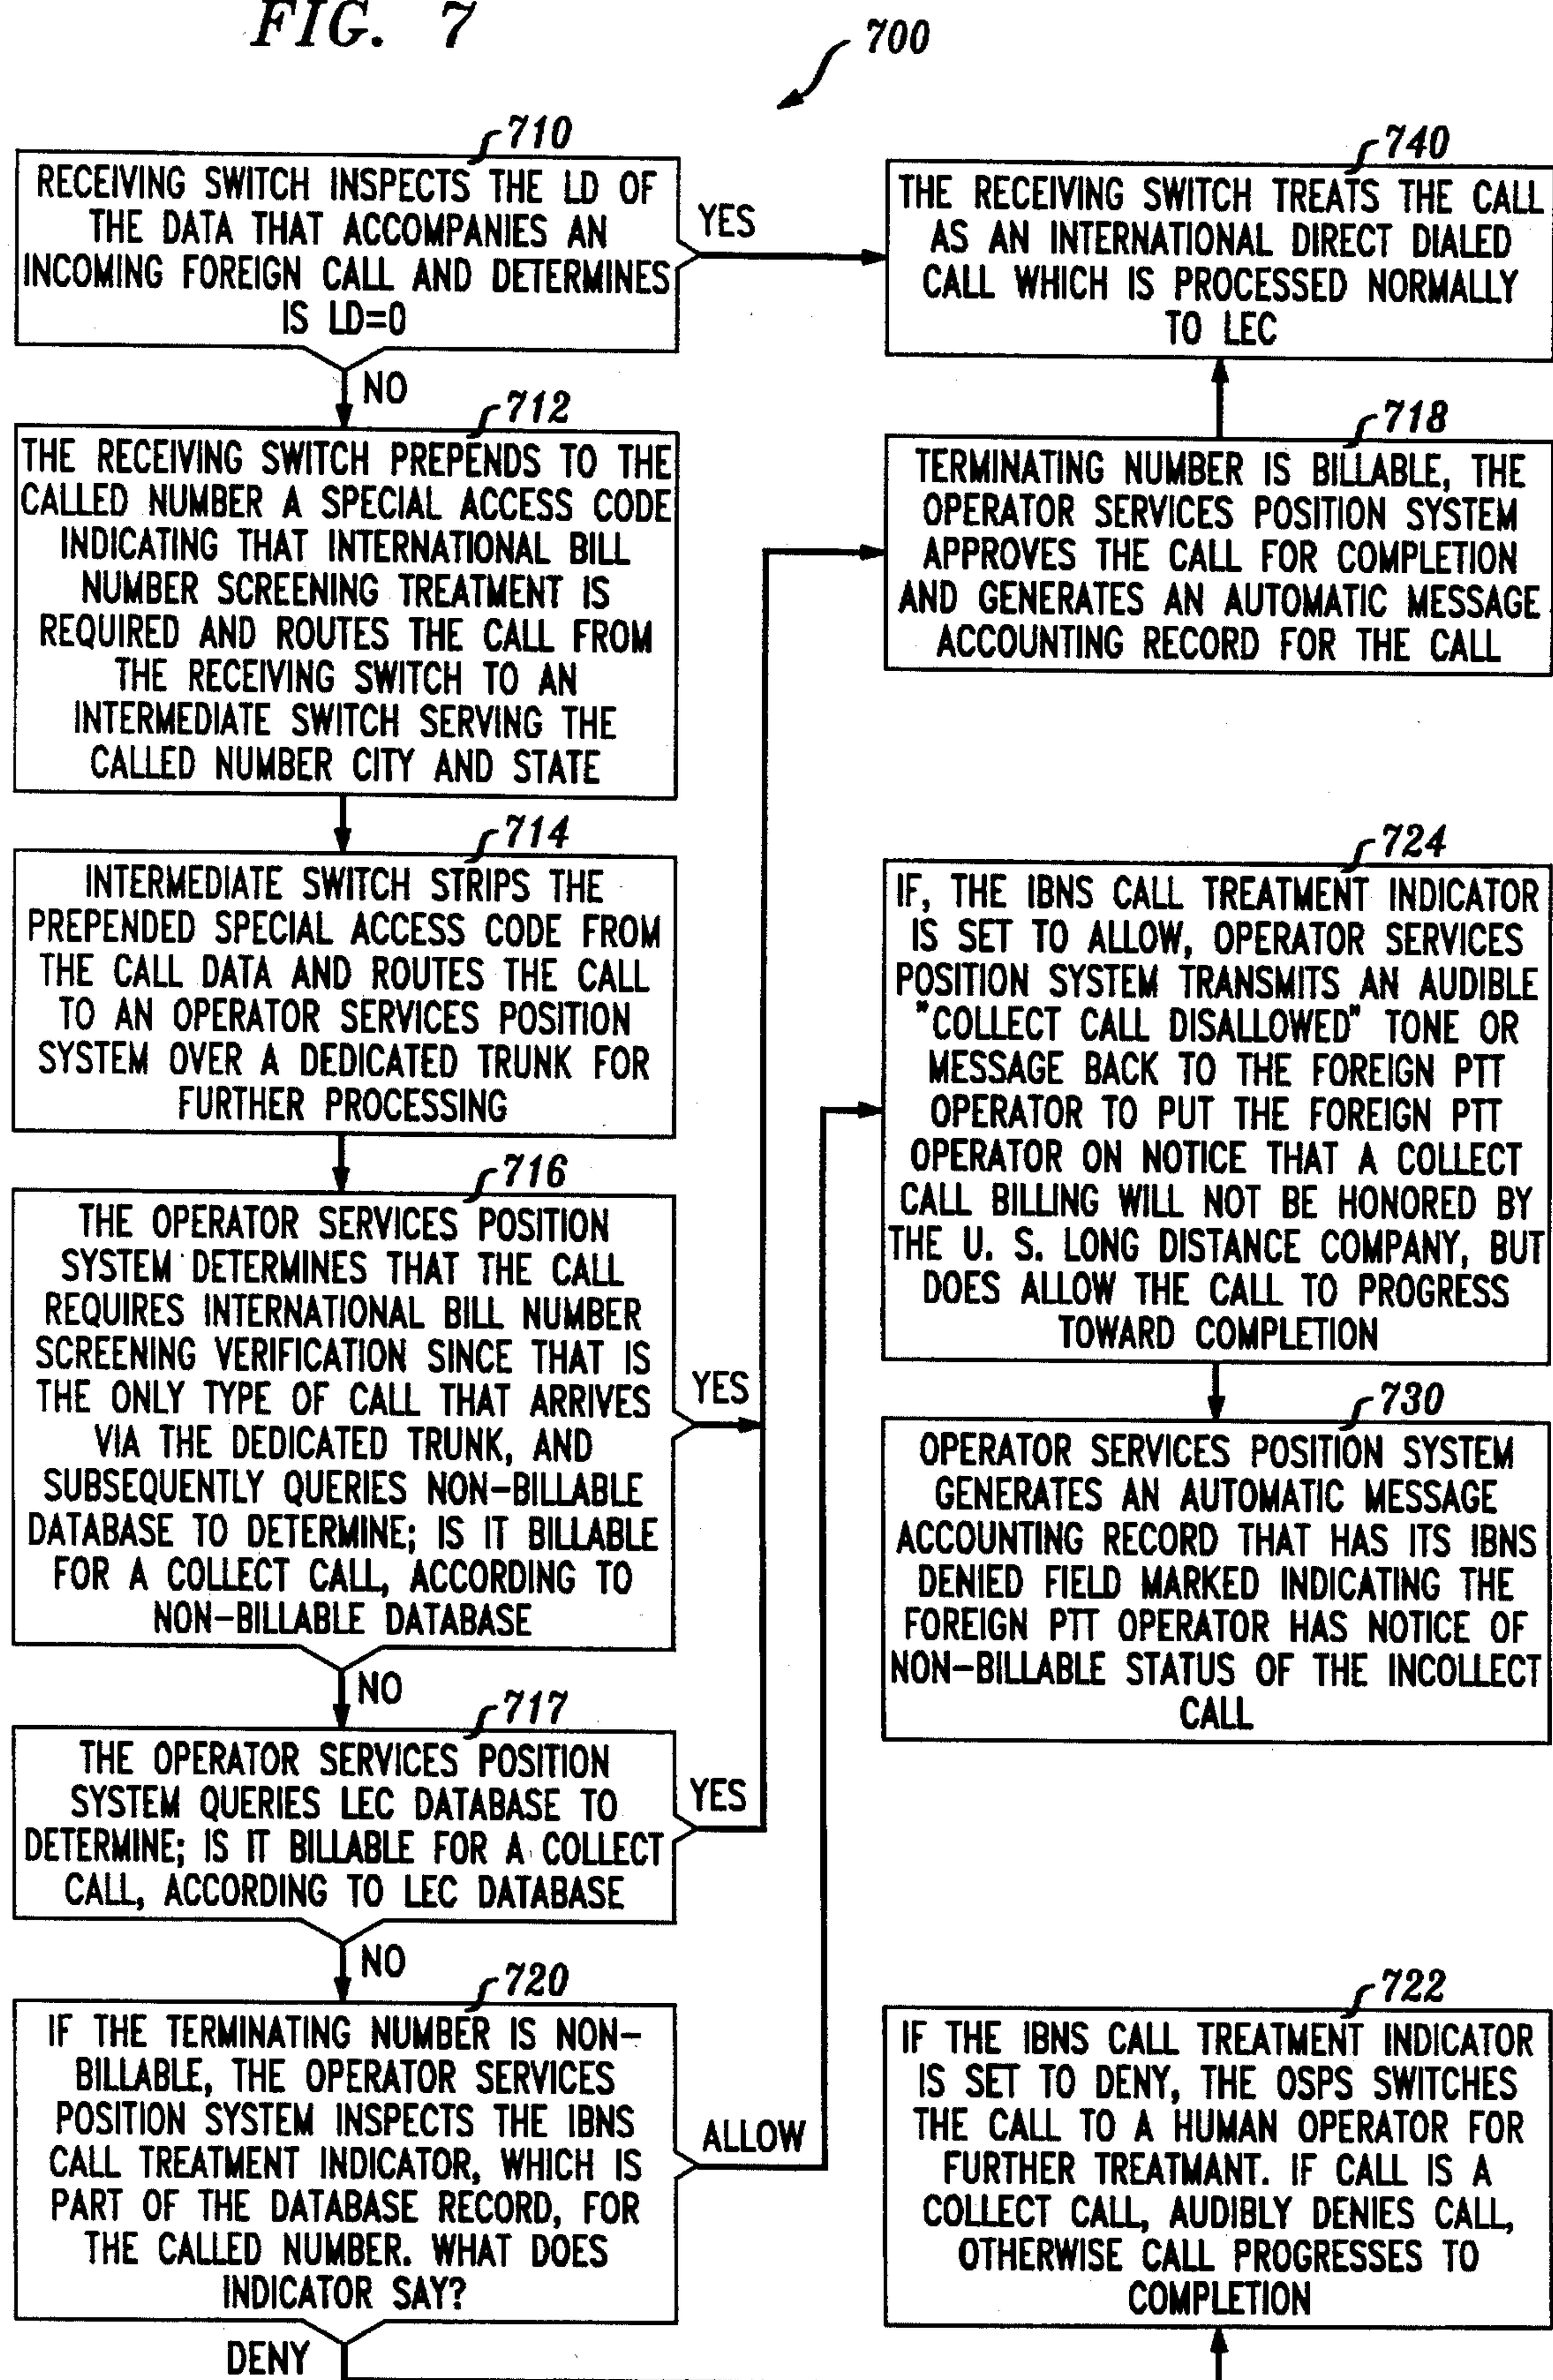 FIG. 7
700
710
RECEIVING SWITCH INSPECTS THE LD OF
THE DATA THAT ACCOMPANIES AN
INCOMING FOREIGN CALL AND DETERMINES
IS LD=0
YES
NO
740
THE RECEIVING SWITCH TREATS THE CALL
AS AN INTERNATIONAL DIRECT DIALED
CALL WHICH IS PROCESSED NORMALLY
TO LEC
712
THE RECEIVING SWITCH PREPENDS TO THE
CALLED NUMBER A SPECIAL ACCESS CODE
INDICATING THAT INTERNATIONAL BILL
NUMBER SCREENING TREATMENT IS
REQUIRED AND ROUTES THE CALL FROM
THE RECEIVING SWITCH TO AN
INTERMEDIATE SWITCH SERVING THE
CALLED NUMBER CITY AND STATE
718
TERMINATING NUMBER IS BILLABLE, THE
OPERATOR SERVICES POSITION SYSTEM
APPROVES THE CALL FOR COMPLETION
AND GENERATES AN AUTOMATIC MESSAGE
ACCOUNTING RECORD FOR THE CALL
714
INTERMEDIATE SWITCH STRIPS THE
PREPENDED SPECIAL ACCESS CODE FROM
THE CALL DATA AND ROUTES THE CALL
TO AN OPERATOR SERVICES POSITION
SYSTEM OVER A DEDICATED TRUNK FOR
FURTHER PROCESSING
724
IF, THE IBNS CALL TREATMENT INDICATOR
IS SET TO ALLOW, OPERATOR SERVICES
POSITION SYSTEM TRANSMITS AN AUDIBLE
"COLLECT CALL DISALLOWED" TONE OR
MESSAGE BACK TO THE FOREIGN PTT
OPERATOR TO PUT THE FOREIGN PTT
OPERATOR ON NOTICE THAT A COLLECT
CALL BILLING WILL NOT BE HONORED BY
THE U. S. LONG DISTANCE COMPANY, BUT
DOES ALLOW THE CALL TO PROGRESS
TOWARD COMPLETION
716
THE OPERATOR SERVICES POSITION
SYSTEM DETERMINES THAT THE CALL
REQUIRES INTERNATIONAL BILL NUMBER
SCREENING VERIFICATION SINCE THAT IS
THE ONLY TYPE OF CALL THAT ARRIVES
VIA THE DEDICATED TRUNK, AND
SUBSEQUENTLY QUERIES NON-BILLABLE
DATABASE TO DETERMINE; IS IT BILLABLE
FOR A COLLECT CALL, ACCORDING TO
NON-BILLABLE DATABASE
YES
NO
730
OPERATOR SERVICES POSITION SYSTEM
GENERATES AN AUTOMATIC MESSAGE
ACCOUNTING RECORD THAT HAS ITS IBNS
DENIED FIELD MARKED INDICATING THE
FOREIGN PTT OPERATOR HAS NOTICE OF
NON-BILLABLE STATUS OF THE INCOLLECT
CALL
717
THE OPERATOR SERVICES POSITION
SYSTEM QUERIES LEC DATABASE TO
DETERMINE; IS IT BILLABLE FOR A COLLECT
CALL, ACCORDING TO LEC DATABASE
YES
NO
720
IF THE TERMINATING NUMBER IS NON-
BILLABLE, THE OPERATOR SERVICES
POSITION SYSTEM INSPECTS THE IBNS
CALL TREATMENT INDICATOR, WHICH IS
PART OF THE DATABASE RECORD, FOR
THE CALLED NUMBER. WHAT DOES
INDICATOR SAY?
ALLOW
DENY
722
IF THE IBNS CALL TREATMENT INDICATOR
IS SET TO DENY, THE OSPS SWITCHES
THE CALL TO A HUMAN OPERATOR FOR
FURTHER TREATMANT. IF CALL IS A
COLLECT CALL, AUDIBLY DENIES CALL,
OTHERWISE CALL PROGRESSES TO
COMPLETION